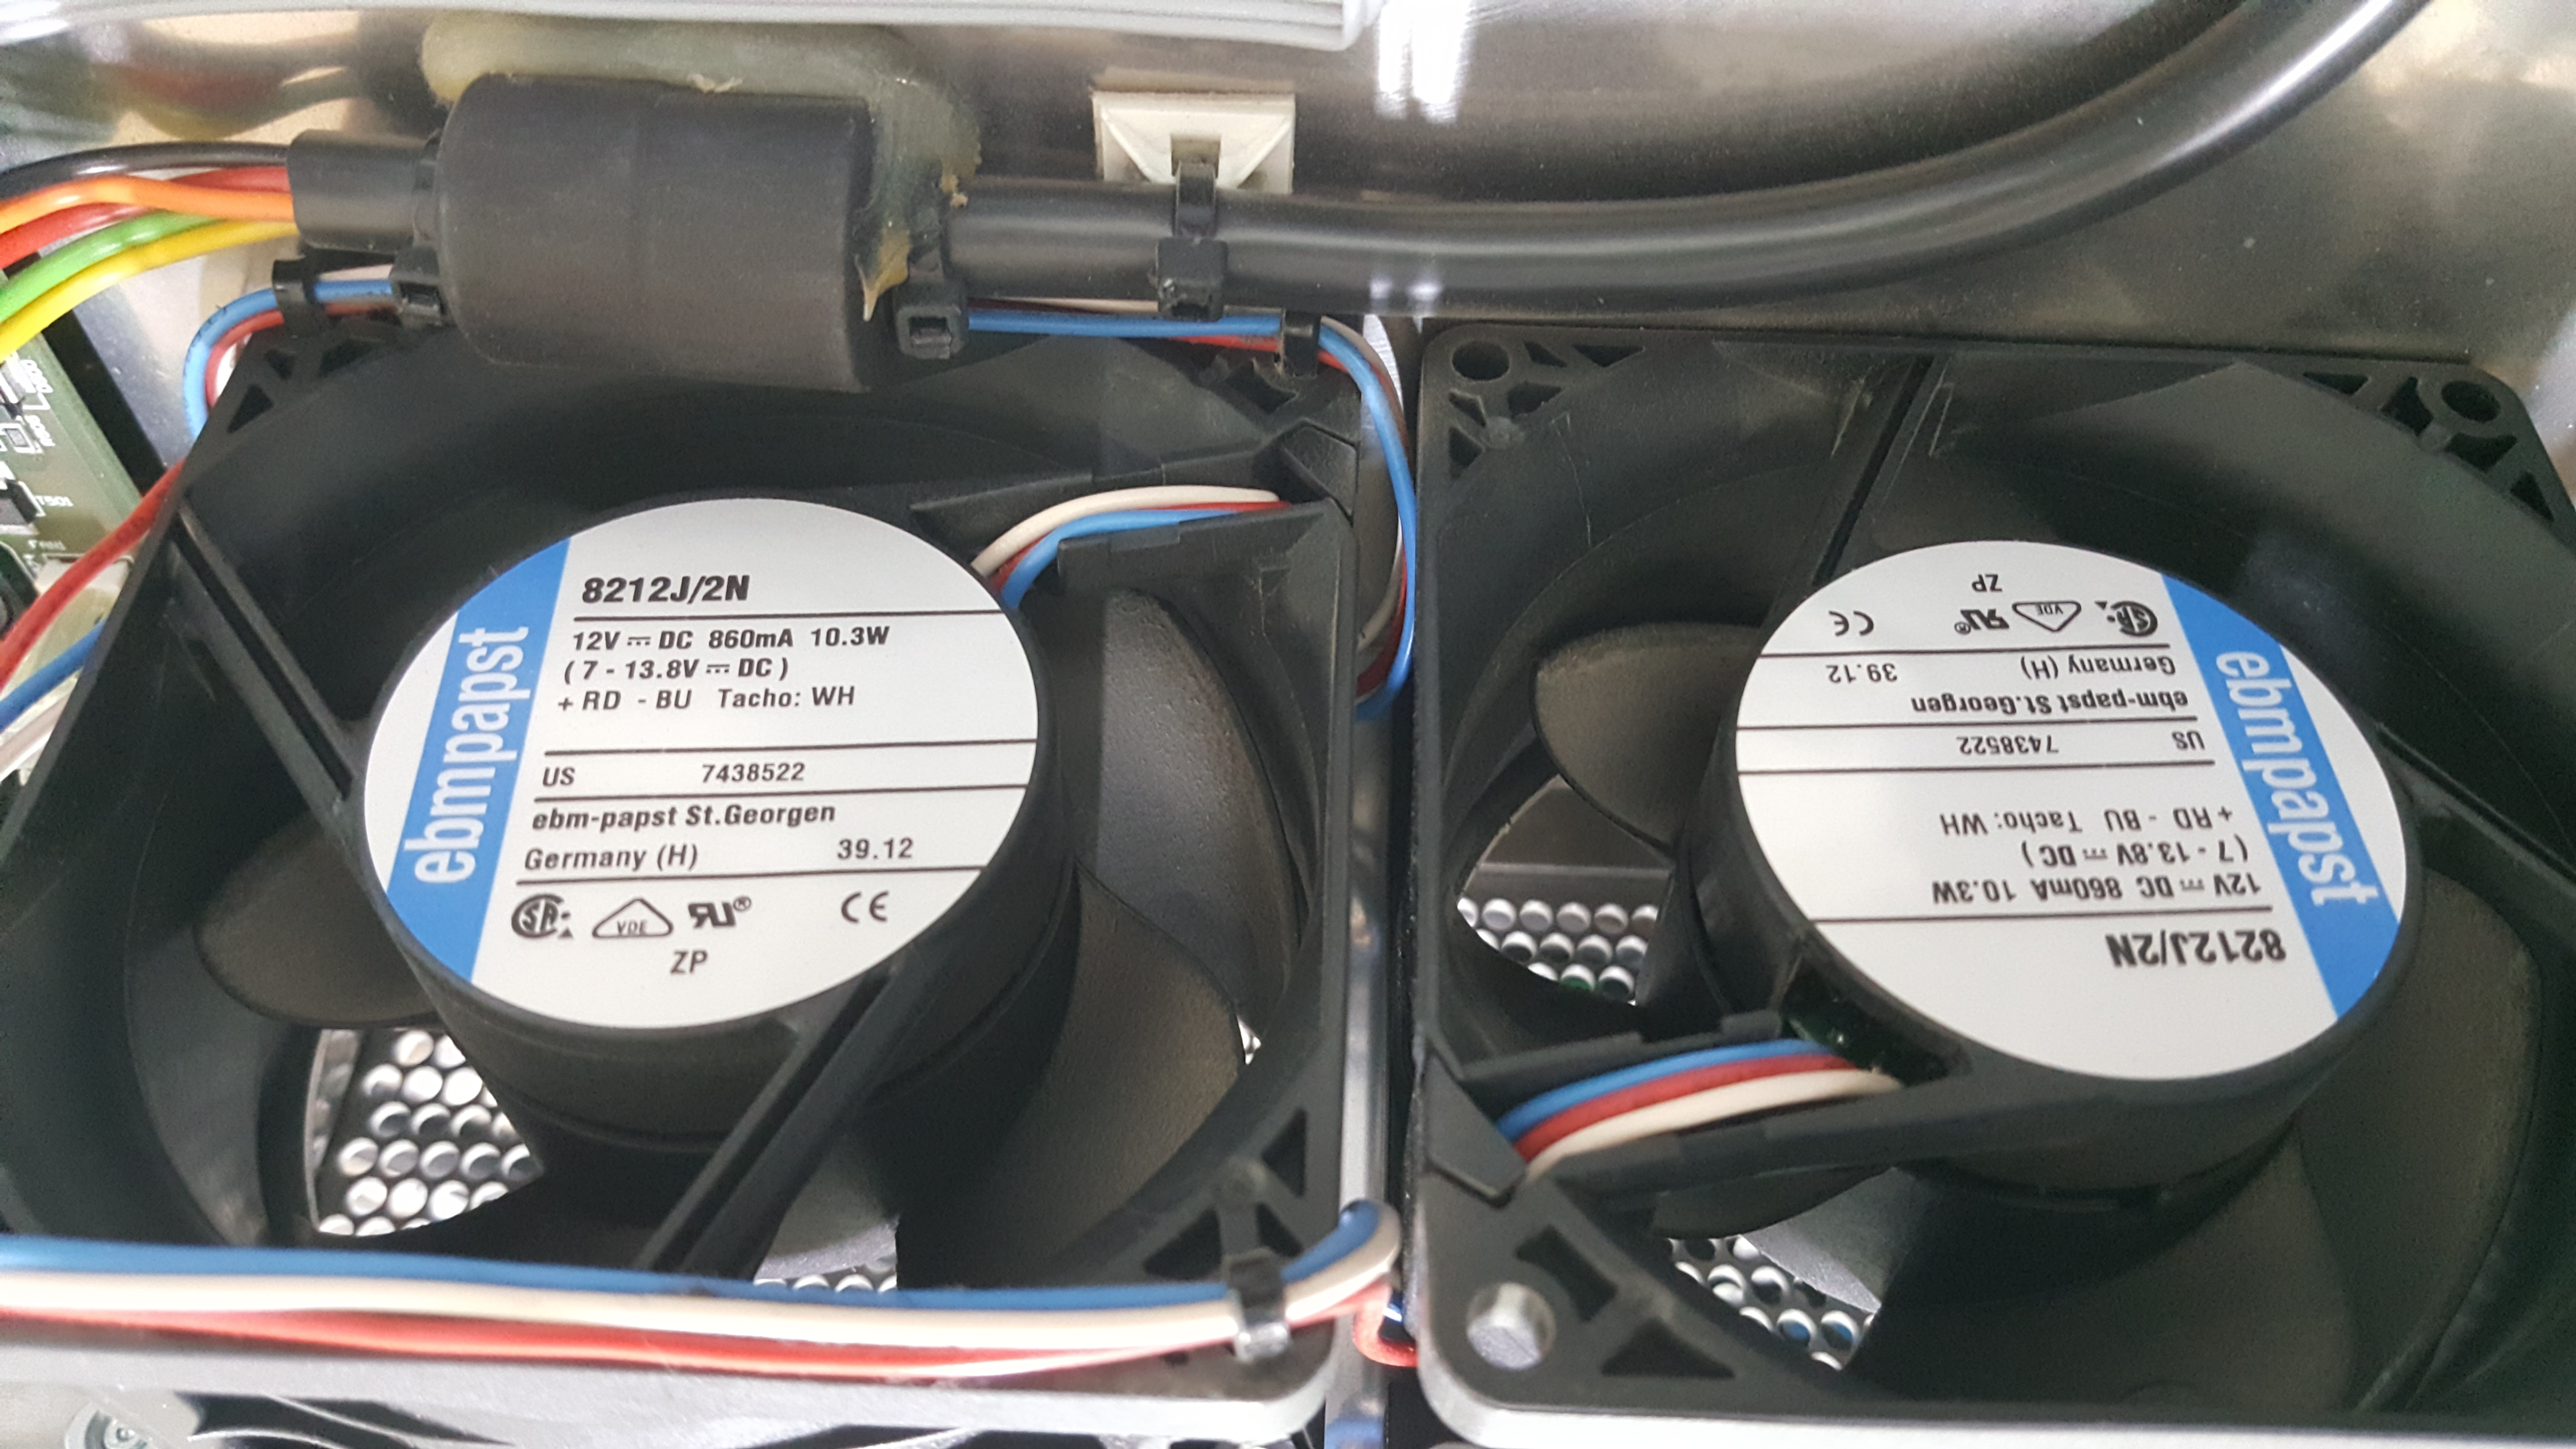 8212J/2N
12V ⎓ DC 860mA 10.3W
(7 - 13.8V ⎓ DC)
+ RD - BU Tacho: WH
US 7438522
ebm-papst St.Georgen
Germany (H) 39.12
VDE
ZP
ebmpapst
8212J/2N
12V ⎓ DC 860mA 10.3W
(7 - 13.8V ⎓ DC)
+ RD - BU Tacho: WH
US 7438522
ebm-papst St.Georgen
Germany (H) 39.12
VDE
ZP
ebmpapst